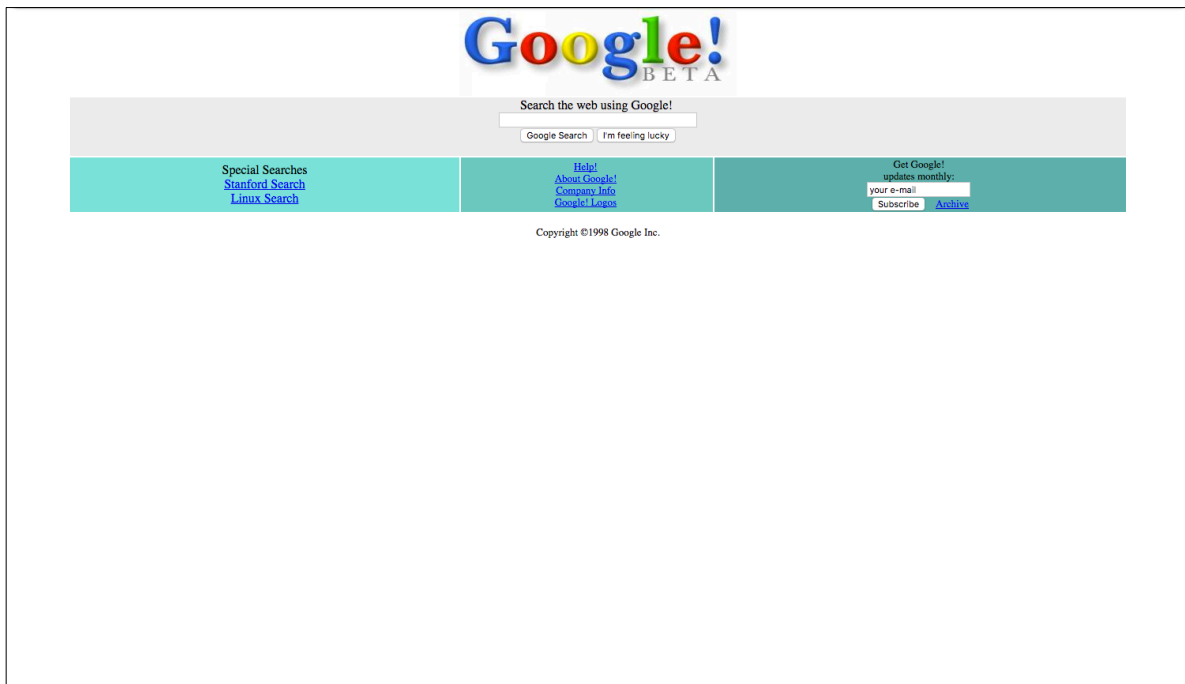 Google!
BETA
Search the web using Google!
Google Search I'm feeling lucky
Special Searches
Stanford Search
Linux Search
Help!
About Google!
Company Info
Google! Logos
Get Google!
updates monthly:
your e-mail
Subscribe Archive
Copyright ©1998 Google Inc.